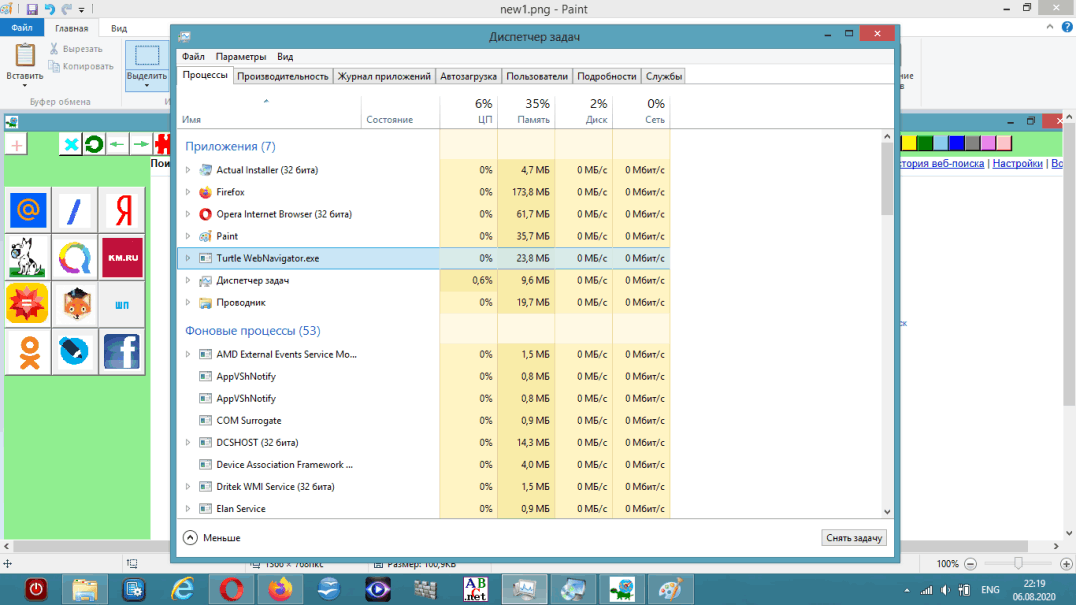 new1.png - Paint
Файл Главная Вид
Вставить
Вырезать
Копировать
Выделить
Буфер обмена
Диспетчер задач
Файл Параметры Вид
Процессы Производительность Журнал приложений Автозагрузка Пользователи Подробности Службы
6% 35% 2% 0%
Имя Состояние ЦП Память Диск Сеть
Приложения (7)
Actual Installer (32 бита) 0% 4,7 МБ 0 МБ/с 0 Мбит/с
Firefox 0% 173,8 МБ 0 МБ/с 0 Мбит/с
Opera Internet Browser (32 бита) 0% 61,7 МБ 0 МБ/с 0 Мбит/с
Paint 0% 35,7 МБ 0 МБ/с 0 Мбит/с
Turtle WebNavigator.exe 0% 23,8 МБ 0 МБ/с 0 Мбит/с
Диспетчер задач 0,6% 9,6 МБ 0 МБ/с 0 Мбит/с
Проводник 0% 19,7 МБ 0 МБ/с 0 Мбит/с
Фоновые процессы (53)
AMD External Events Service Mo... 0% 1,5 МБ 0 МБ/с 0 Мбит/с
AppVShNotify 0% 0,8 МБ 0 МБ/с 0 Мбит/с
AppVShNotify 0% 0,8 МБ 0 МБ/с 0 Мбит/с
COM Surrogate 0% 0,9 МБ 0 МБ/с 0 Мбит/с
DCSHOST (32 бита) 0% 14,3 МБ 0 МБ/с 0 Мбит/с
Device Association Framework ... 0% 4,0 МБ 0 МБ/с 0 Мбит/с
Dritek WMI Service (32 бита) 0% 1,5 МБ 0 МБ/с 0 Мбит/с
Elan Service 0% 0,9 МБ 0 МБ/с 0 Мбит/с
Меньше Снять задачу
Пои
стория веб-поиска | Настройки | Вс
@ / Я
KM.RU
шп
f
Размер: 100,9КБ
100%
ABC.net
ENG
22:19
06.08.2020